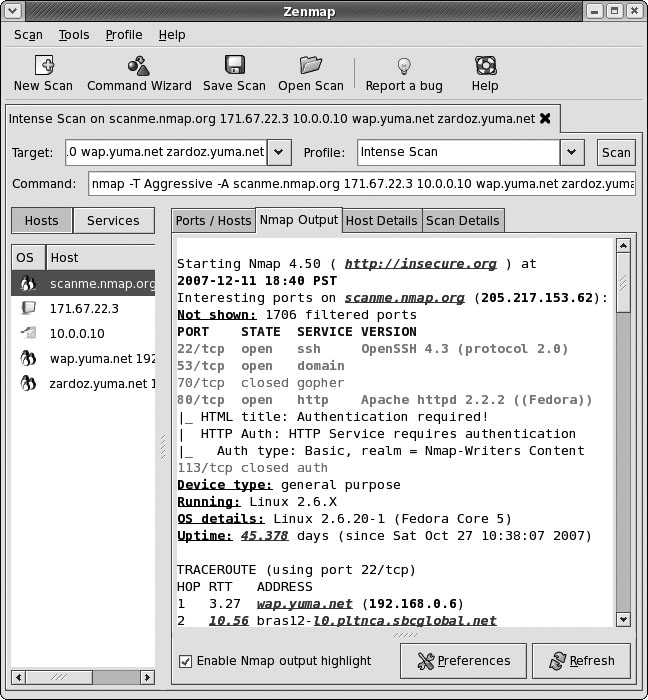 Zenmap
Scan Tools Profile Help
New Scan Command Wizard Save Scan Open Scan Report a bug Help
Intense Scan on scanme.nmap.org 171.67.22.3 10.0.0.10 wap.yuma.net zardoz.yuma.net
Target: .0 wap.yuma.net zardoz.yuma.net Profile: Intense Scan Scan
Command: nmap -T Aggressive -A scanme.nmap.org 171.67.22.3 10.0.0.10 wap.yuma.net zardoz.yuma
Hosts Services
OS Host
scanme.nmap.org
171.67.22.3
10.0.0.10
wap.yuma.net 192
zardoz.yuma.net 1
Ports / Hosts Nmap Output Host Details Scan Details
Starting Nmap 4.50 ( http://insecure.org ) at
2007-12-11 18:40 PST
Interesting ports on scanme.nmap.org (205.217.153.62):
Not shown: 1706 filtered ports
PORT STATE SERVICE VERSION
22/tcp open ssh OpenSSH 4.3 (protocol 2.0)
53/tcp open domain
70/tcp closed gopher
80/tcp open http Apache httpd 2.2.2 ((Fedora))
|_ HTML title: Authentication required!
| HTTP Auth: HTTP Service requires authentication
|_ Auth type: Basic, realm = Nmap-Writers Content
113/tcp closed auth
Device type: general purpose
Running: Linux 2.6.X
OS details: Linux 2.6.20-1 (Fedora Core 5)
Uptime: 45.378 days (since Sat Oct 27 10:38:07 2007)
TRACEROUTE (using port 22/tcp)
HOP RTT ADDRESS
1 3.27 wap.yuma.net (192.168.0.6)
2 10.56 bras12-l0.pltnca.sbcglobal.net
Enable Nmap output highlight Preferences Refresh